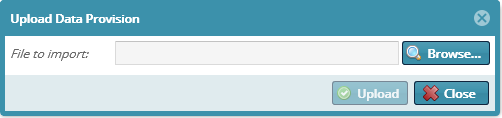 Upload Data Provision
File to import: Browse...
Upload Close